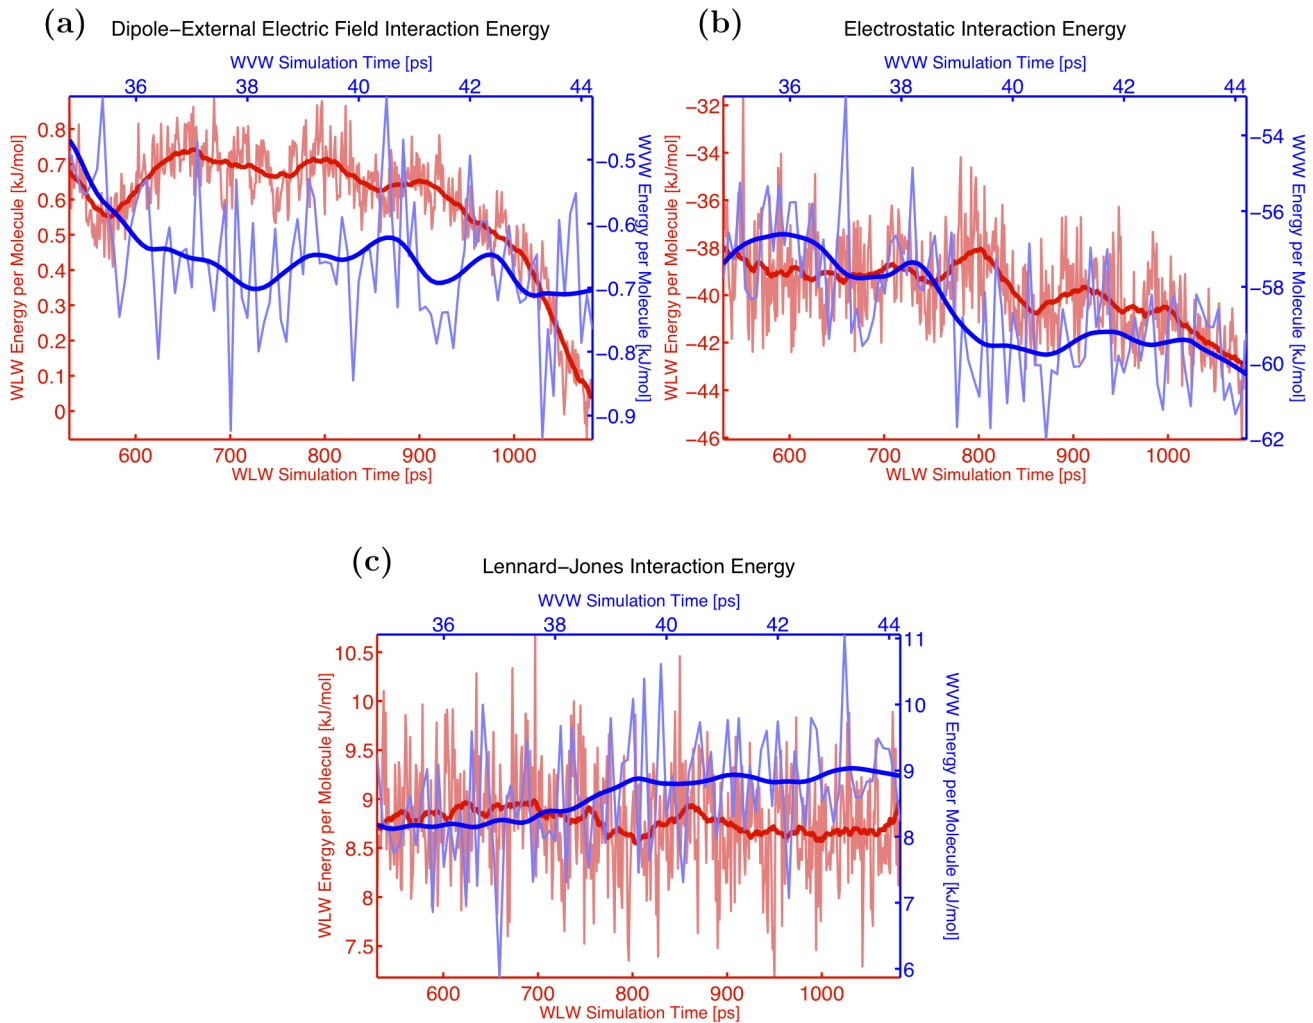 (a)
Dipole−External Electric Field Interaction Energy
WVW Simulation Time [ps]
36 38 40 42 44
WLW Energy per Molecule [kJ/mol]
0.8
0.7
0.6
0.5
0.4
0.3
0.2
0.1
0
−0.5
−0.6
−0.7
−0.8
−0.9
WVW Energy per Molecule [kJ/mol]
600 700 800 900 1000
WLW Simulation Time [ps]
(b)
Electrostatic Interaction Energy
WVW Simulation Time [ps]
36 38 40 42 44
WLW Energy per Molecule [kJ/mol]
−32
−34
−36
−38
−40
−42
−44
−46
−54
−56
−58
−60
−62
WVW Energy per Molecule [kJ/mol]
600 700 800 900 1000
WLW Simulation Time [ps]
(c)
Lennard−Jones Interaction Energy
WVW Simulation Time [ps]
36 38 40 42 44
WLW Energy per Molecule [kJ/mol]
10.5
10
9.5
9
8.5
8
7.5
11
10
9
8
7
6
WVW Energy per Molecule [kJ/mol]
600 700 800 900 1000
WLW Simulation Time [ps]